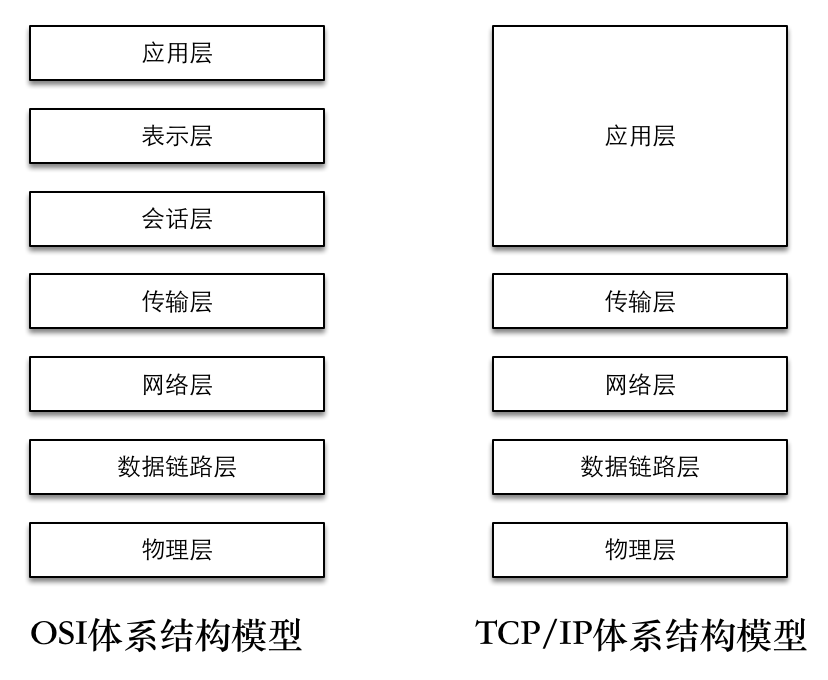 应用层
表示层
会话层
传输层
网络层
数据链路层
物理层
OSI体系结构模型
应用层
传输层
网络层
数据链路层
物理层
TCP/IP体系结构模型